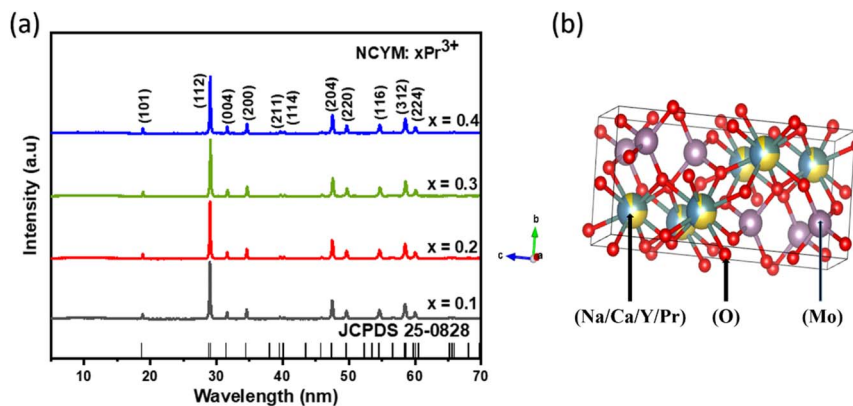 (a)
NCYM: xPr³⁺
(101)
(112)
(004)
(200)
(211)
(114)
(204)
(220)
(116)
(312)
(224)
x = 0.4
x = 0.3
x = 0.2
x = 0.1
JCPDS 25-0828
Intensity (a.u)
10 20 30 40 50 60 70
Wavelength (nm)
(b)
b
c
a
(Na/Ca/Y/Pr) (O) (Mo)